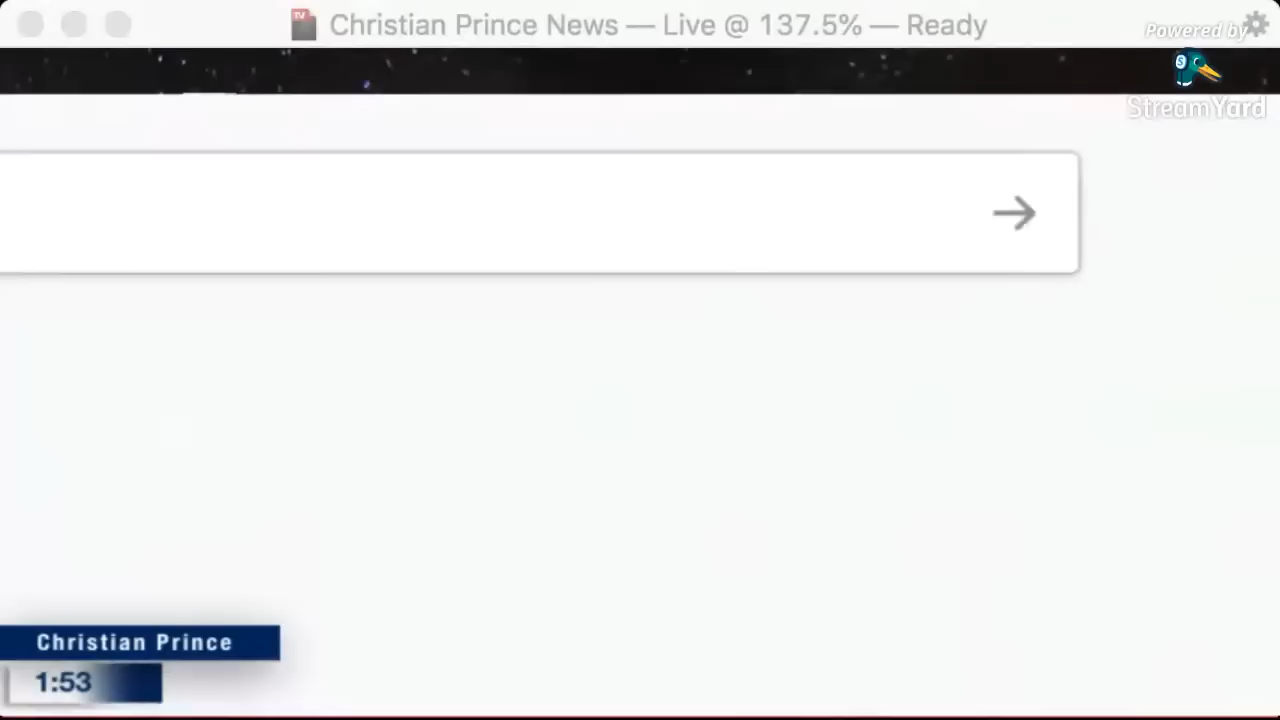 Christian Prince News — Live @ 137.5% — Ready
Powered by
StreamYard
Christian Prince
1:53